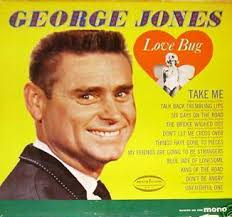 GEORGE JONES
Love Bug
TAKE ME
TALK BACK TREMBLING LIPS
SIX DAYS ON THE ROAD
THE BRIDGE WASHED OUT
DON'T LET ME CROSS OVER
THINGS HAVE GONE TO PIECES
MY FRIENDS ARE GOING TO BE STRANGERS
BLUE SIDE OF LONESOME
KING OF THE ROAD
DON'T BE ANGRY
UNFAITHFUL ONE
musicor
mono